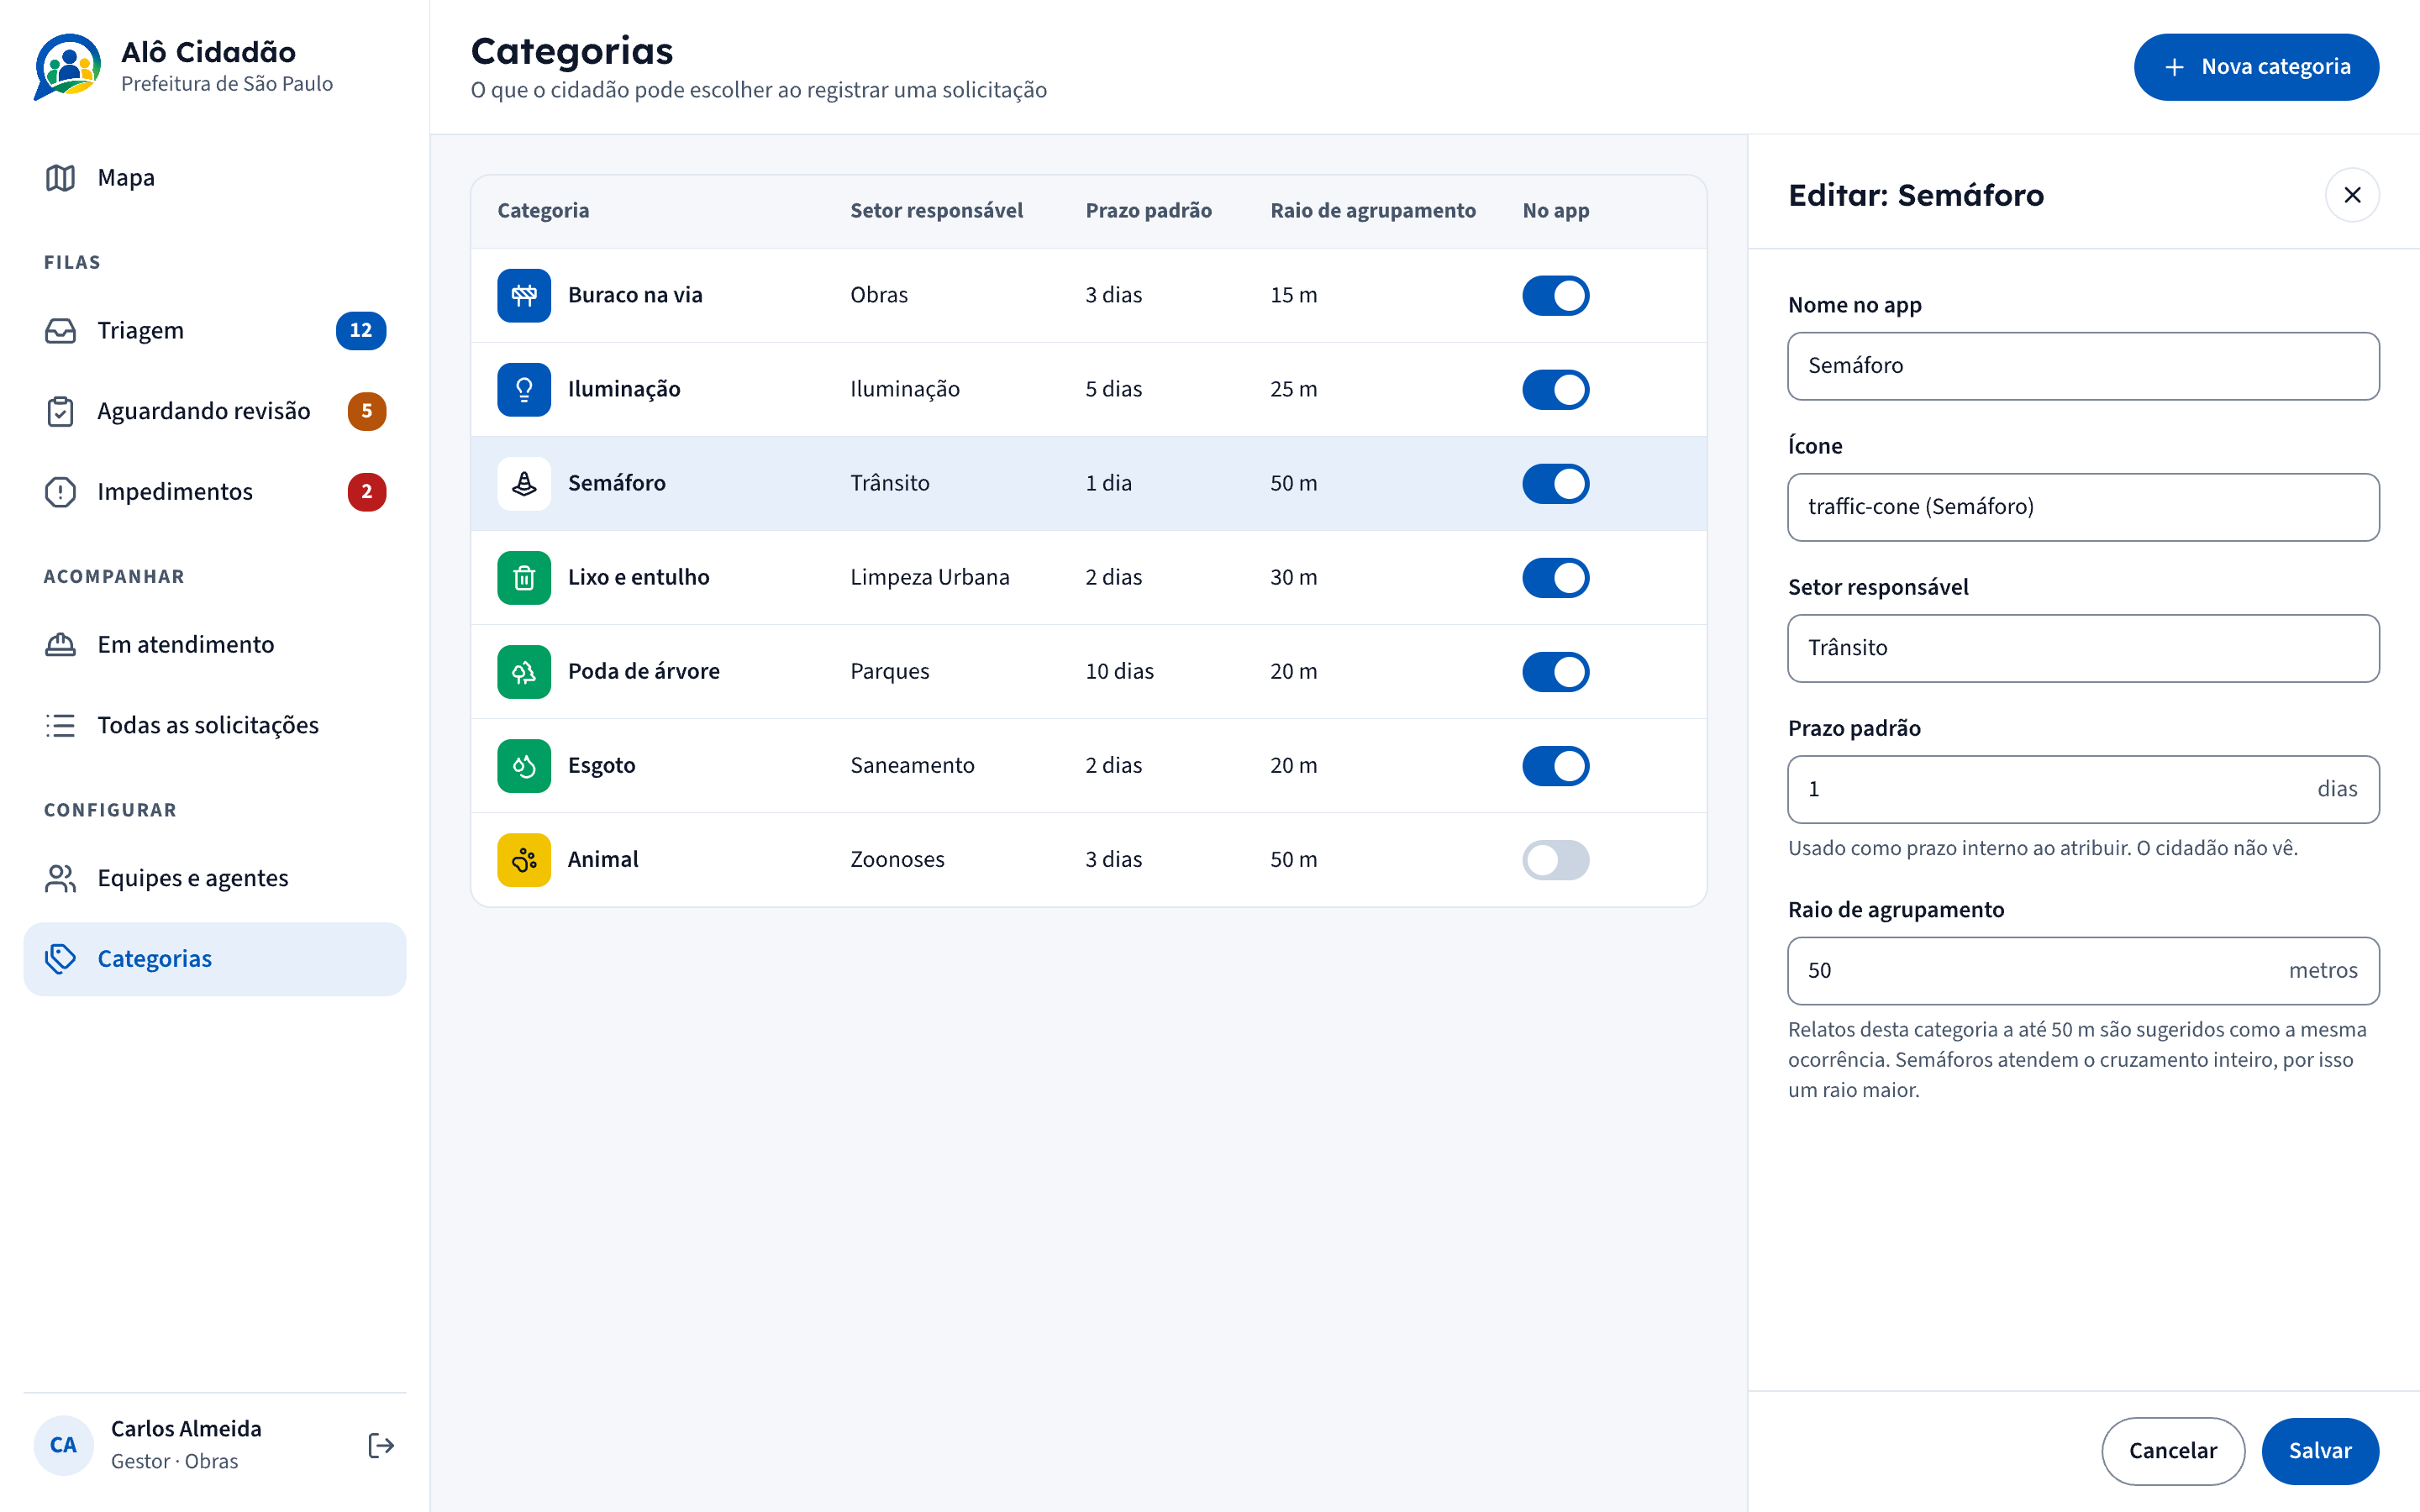 Alô Cidadão
Prefeitura de São Paulo
Mapa
FILAS
Triagem 12
Aguardando revisão 5
Impedimentos 2
ACOMPANHAR
Em atendimento
Todas as solicitações
CONFIGURAR
Equipes e agentes
Categorias
CA
Carlos Almeida
Gestor · Obras
Categorias
O que o cidadão pode escolher ao registrar uma solicitação
Nova categoria
Categoria Setor responsável Prazo padrão Raio de agrupamento No app
Buraco na via Obras 3 dias 15 m
Iluminação Iluminação 5 dias 25 m
Semáforo Trânsito 1 dia 50 m
Lixo e entulho Limpeza Urbana 2 dias 30 m
Poda de árvore Parques 10 dias 20 m
Esgoto Saneamento 2 dias 20 m
Animal Zoonoses 3 dias 50 m
Editar: Semáforo
Nome no app
Semáforo
Ícone
traffic-cone (Semáforo)
Setor responsável
Trânsito
Prazo padrão
1 dias
Usado como prazo interno ao atribuir. O cidadão não vê.
Raio de agrupamento
50 metros
Relatos desta categoria a até 50 m são sugeridos como a mesma
ocorrência. Semáforos atendem o cruzamento inteiro, por isso
um raio maior.
Cancelar
Salvar